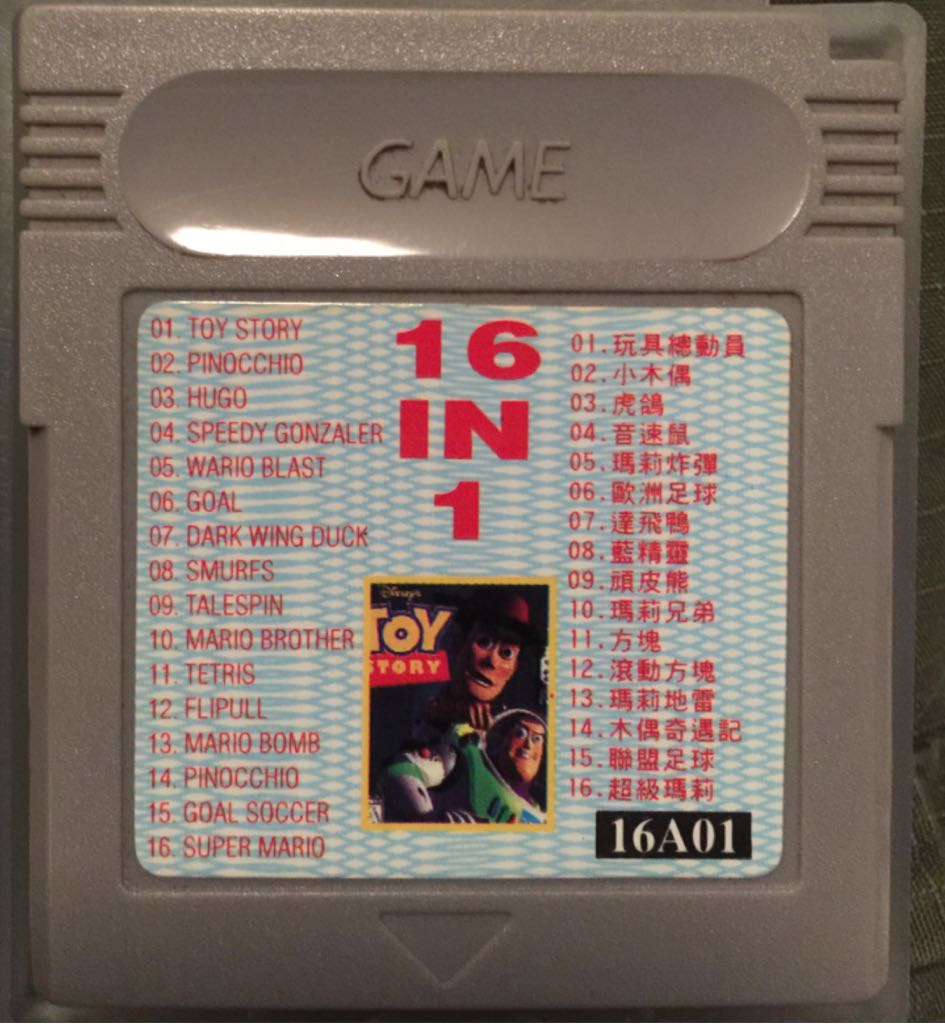 GAME
01. TOY STORY
02. PINOCCHIO
03. HUGO
04. SPEEDY GONZALER
05. WARIO BLAST
06. GOAL
07. DARK WING DUCK
08. SMURFS
09. TALESPIN
10. MARIO BROTHER
11. TETRIS
12. FLIPULL
13. MARIO BOMB
14. PINOCCHIO
15. GOAL SOCCER
16. SUPER MARIO
16
IN
1
Disney's
TOY
STORY
01.玩具總動員
02.小木偶
03.虎鴿
04.音速鼠
05.瑪莉炸彈
06.歐洲足球
07.達飛鴨
08.藍精靈
09.頑皮熊
10.瑪莉兄弟
11.方塊
12.滾動方塊
13.瑪莉地雷
14.木偶奇遇記
15.聯盟足球
16.超級瑪莉
16A01